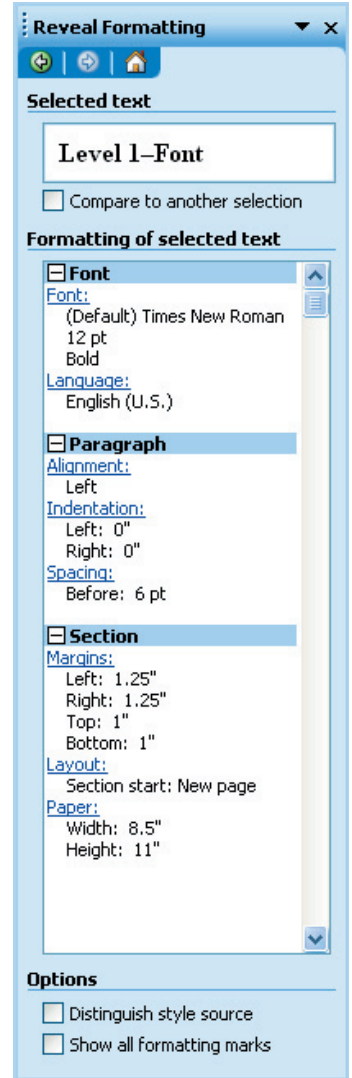 Reveal Formatting
Selected text
Level 1–Font
Compare to another selection
Formatting of selected text
Font
Font:
(Default) Times New Roman
12 pt
Bold
Language:
English (U.S.)
Paragraph
Alignment:
Left
Indentation:
Left: 0"
Right: 0"
Spacing:
Before: 6 pt
Section
Margins:
Left: 1.25"
Right: 1.25"
Top: 1"
Bottom: 1"
Layout:
Section start: New page
Paper:
Width: 8.5"
Height: 11"
Options
Distinguish style source
Show all formatting marks